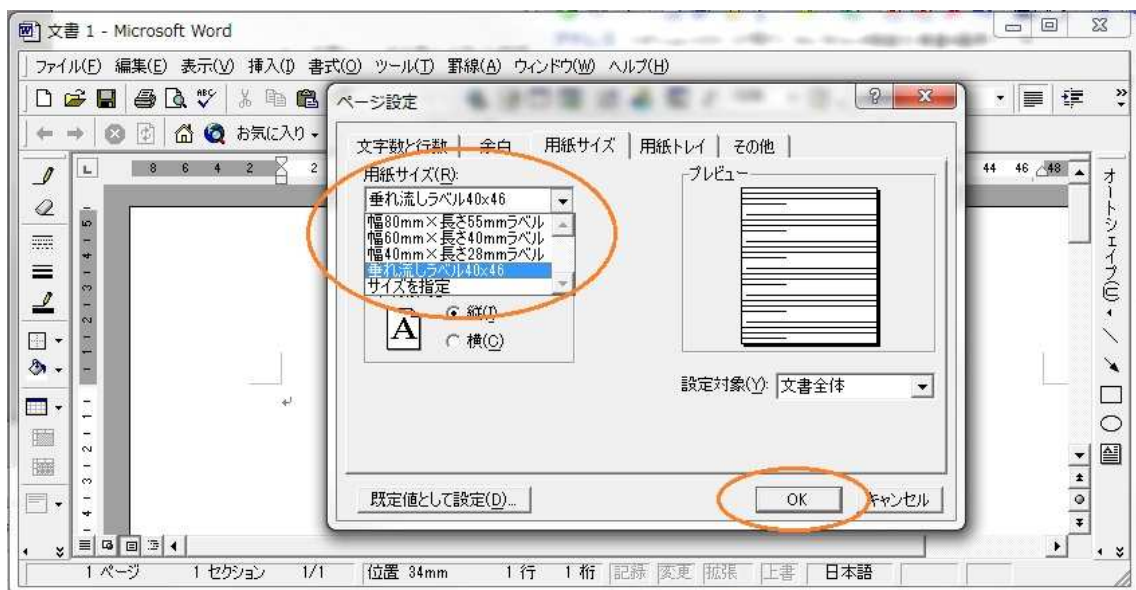 文書 1 - Microsoft Word
ファイル(F) 編集(E) 表示(V) 挿入(I) 書式(O) ツール(T) 罫線(A) ウィンドウ(W) ヘルプ(H)
お気に入り
ページ設定
文字数と行数 余白 用紙サイズ 用紙トレイ その他
用紙サイズ(R):
垂れ流しラベル40x46
幅80mm×長さ55mmラベル
幅60mm×長さ40mmラベル
幅40mm×長さ28mmラベル
垂れ流しラベル40x46
サイズを指定
縦(T)
横(C)
プレビュー
設定対象(Y): 文書全体
既定値として設定(D)... OK キャンセル
8 6 4 2 2 44 46 48
オートシェイプ(U)
1 ページ 1 セクション 1/1 位置 34mm 1 行 1 桁 記録 変更 拡張 上書 日本語